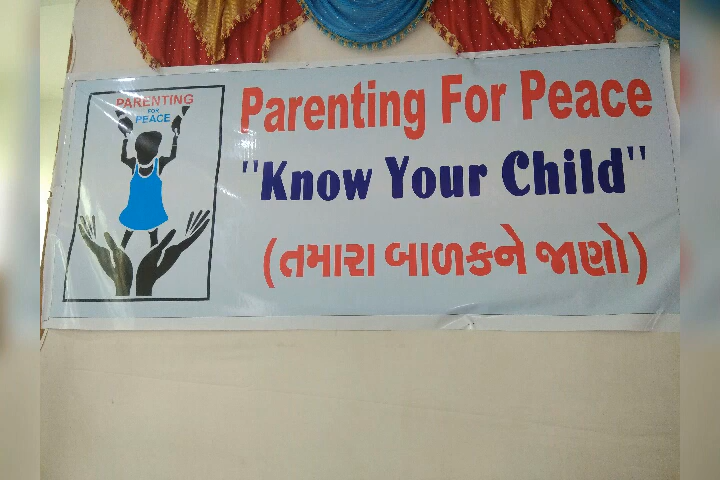 PARENTING
FOR
PEACE
Parenting For Peace
"Know Your Child"
(તમારા બાળકને જાણો)